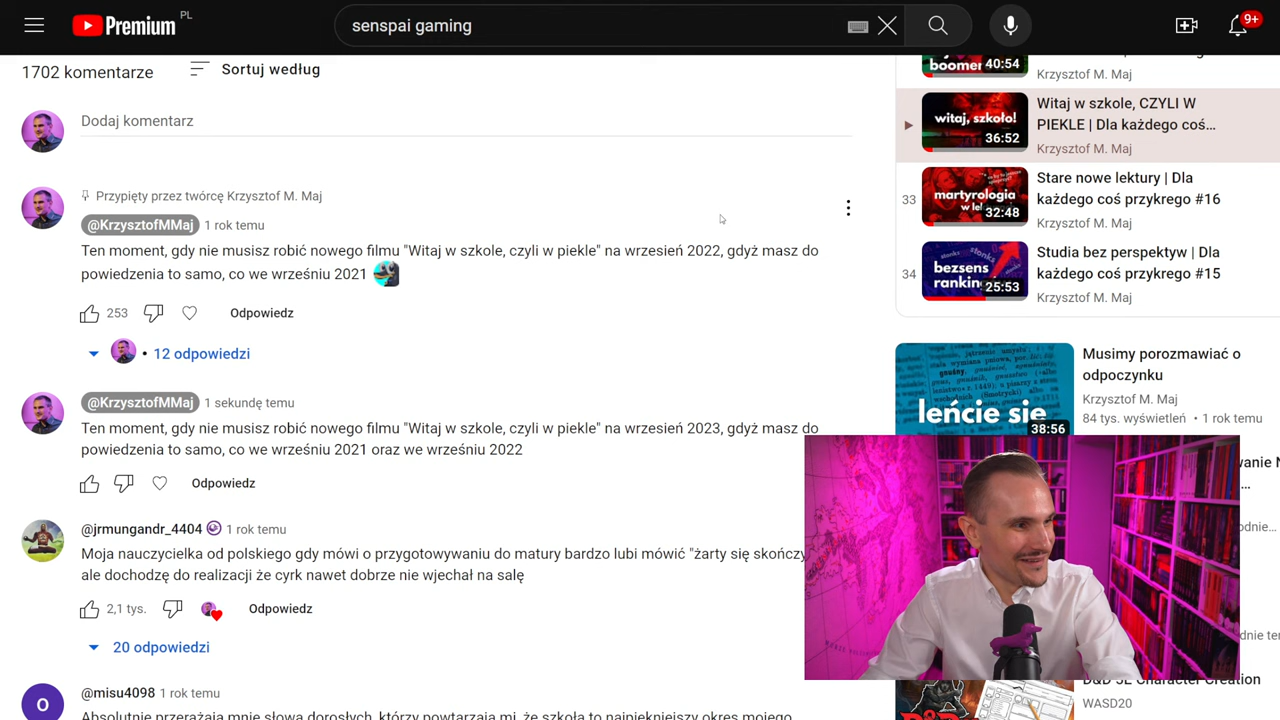 Premium PL
senspai gaming
9+
1702 komentarze
Sortuj według
Dodaj komentarz
Przypięty przez twórcę Krzysztof M. Maj
@KrzysztofMMaj 1 rok temu
Ten moment, gdy nie musisz robić nowego filmu "Witaj w szkole, czyli w piekle" na wrzesień 2022, gdyż masz do
powiedzenia to samo, co we wrześniu 2021
253 Odpowiedz
12 odpowiedzi
@KrzysztofMMaj 1 sekundę temu
Ten moment, gdy nie musisz robić nowego filmu "Witaj w szkole, czyli w piekle" na wrzesień 2023, gdyż masz do
powiedzenia to samo, co we wrześniu 2021 oraz we wrześniu 2022
Odpowiedz
@jrmungandr_4404 1 rok temu
Moja nauczycielka od polskiego gdy mówi o przygotowywaniu do matury bardzo lubi mówić "żarty się skończy
ale dochodzę do realizacji że cyrk nawet dobrze nie wjechał na salę
2,1 tys. Odpowiedz
20 odpowiedzi
O
@misu4098 1 rok temu
Absolutnie przerażają mnie słowa dorosłych, którzy powtarzają mi, że szkoła to najpiękniejszy okres mojego
boomer
40:54
Krzysztof M. Maj
witaj, szkoło!
36:52
Witaj w szkole, CZYLI W
PIEKLE | Dla każdego coś...
Krzysztof M. Maj
33
martyrologia
w lek
32:48
Stare nowe lektury | Dla
każdego coś przykrego #16
Krzysztof M. Maj
34
stonks
bezsens
ranking
25:53
Studia bez perspektyw | Dla
każdego coś przykrego #15
Krzysztof M. Maj
leńcie się
38:56
Musimy porozmawiać o
odpoczynku
Krzysztof M. Maj
84 tys. wyświetleń • 1 rok temu
wanie N
...
odnie...
dnie te
D&D 5E Character Creation
WASD20